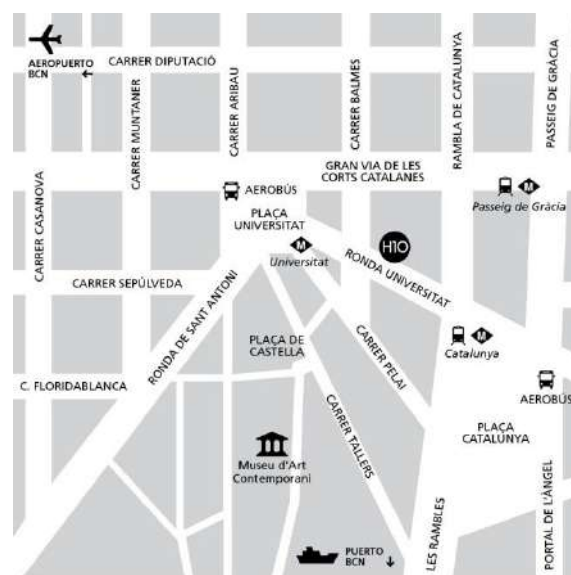 AEROPUERTO
BCN
CARRER DIPUTACIÓ
CARRER MUNTANER
CARRER ARIBAU
CARRER BALMES
RAMBLA DE CATALUNYA
PASSEIG DE GRÀCIA
CARRER CASANOVA
GRAN VIA DE LES
CORTS CATALANES
AEROBÚS
M
Passeig de Gràcia
PLAÇA
UNIVERSITAT
M
Universitat
H10
RONDA UNIVERSITAT
CARRER SEPÚLVEDA
RONDA DE SANT ANTONI
PLAÇA DE
CASTELLA
CARRER PELAI
M
Catalunya
C. FLORIDABLANCA
AEROBÚS
PLAÇA
CATALUNYA
CARRER TALLERS
Museu d'Art
Contemporani
LES RAMBLES
PORTAL DE L'ÀNGEL
PUERTO
BCN